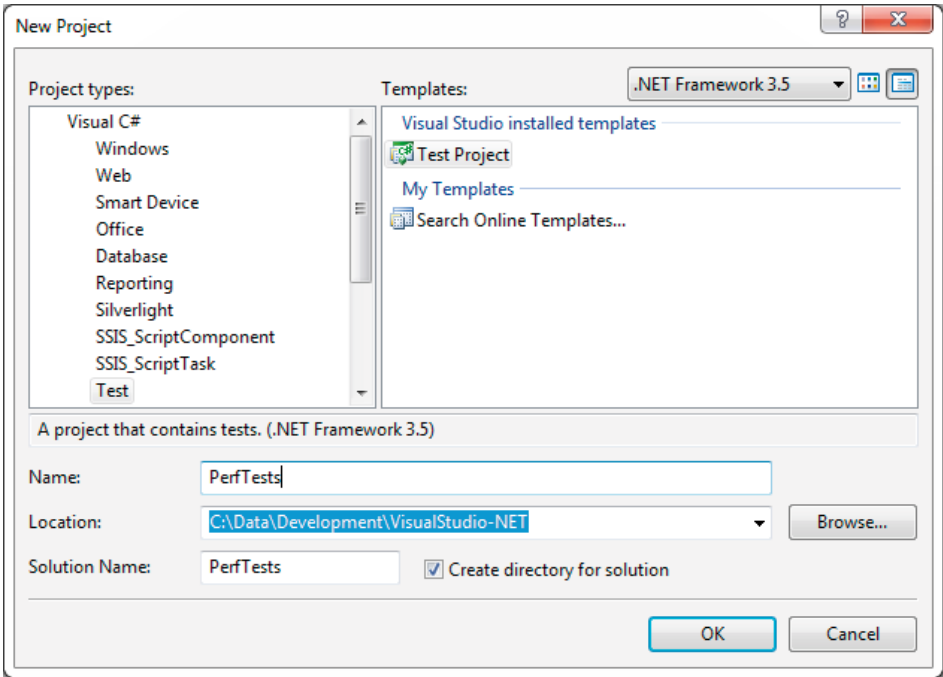 New Project
Project types:
Templates:
.NET Framework 3.5
Visual C#
Windows
Web
Smart Device
Office
Database
Reporting
Silverlight
SSIS_ScriptComponent
SSIS_ScriptTask
Test
Visual Studio installed templates
Test Project
My Templates
Search Online Templates...
A project that contains tests. (.NET Framework 3.5)
Name:
PerfTests
Location:
C:\Data\Development\VisualStudio-NET
Browse...
Solution Name:
PerfTests
Create directory for solution
OK
Cancel